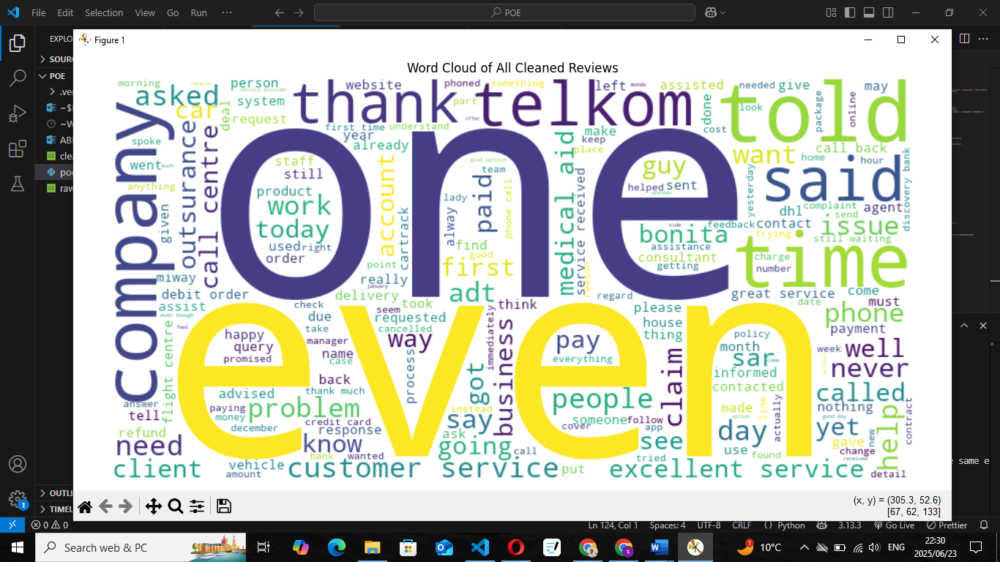 File Edit Selection View Go Run ···
POE
EXPLO
Figure 1
SOUR
POE
.ve
~$
~W
AB
clea
poe
raw
OUTLI
TIMEL
Word Cloud of All Cleaned Reviews
morning receive person website phoned something left mondo assisted needed give may
asked service provider thank telkom part told
car deal system offer done look package online
request first time understand cost
company spoke year already make want call back
went much outsurance call centre one keep place home hour said
anything staff good service team medical aid guy yesterday discovery bank
still account lady paid phone call helped sent another
product work service received dhl complaint agent
given today cartrack alway side feedback contact send issue
used right find bonita trying still waiting
order point good first assistance charge time
miway really january reason consultant getting number
debit order delivery adt regard great service come
assist check took think please date must
even though due seem requested immediately house phone
feel take cancelled thing payment
happy manager way pay policy week well
query name everything month without
promised case process business claim sar came never
flight centre back even informed
advised thank much got contacted called
answer paying problem instead people made line nothing
tell money credit card say someone follow actually good day
refund december response cover app day option yet help contract
need know ask going see use gave new
bank wanted call tried found change received
client vehicle customer service put excellent service detail
amount
(x, y) = (305.3, 52.6)
[67, 62, 133]
e same e
0 0
Ln 124, Col 1 Spaces: 4 UTF-8 CRLF { } Python 3.13.3 Go Live Prettier
1
Search web & PC
1 10°C ENG
22:30
2025/06/23